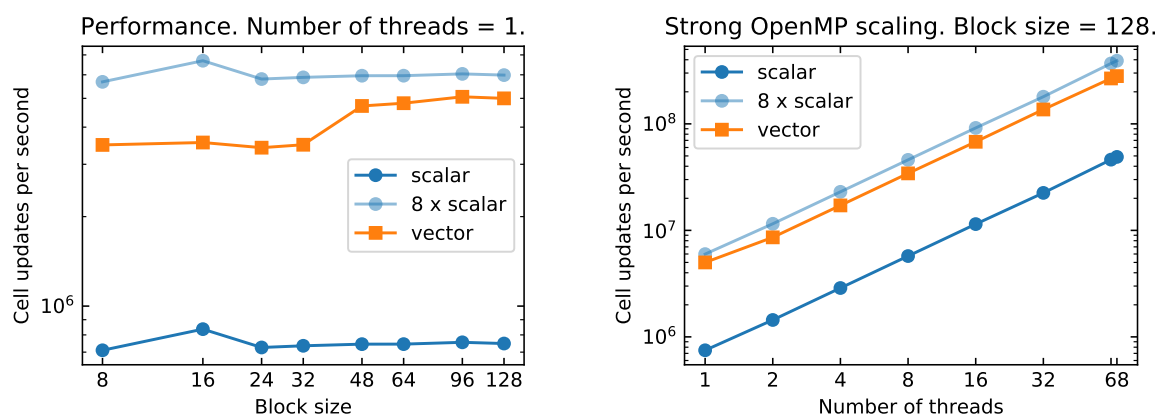 Performance. Number of threads = 1.
Cell updates per second
10⁶
scalar
8 x scalar
vector
8 16 24 32 48 64 96 128
Block size
Strong OpenMP scaling. Block size = 128.
Cell updates per second
10⁸
10⁷
10⁶
scalar
8 x scalar
vector
1 2 4 8 16 32 68
Number of threads